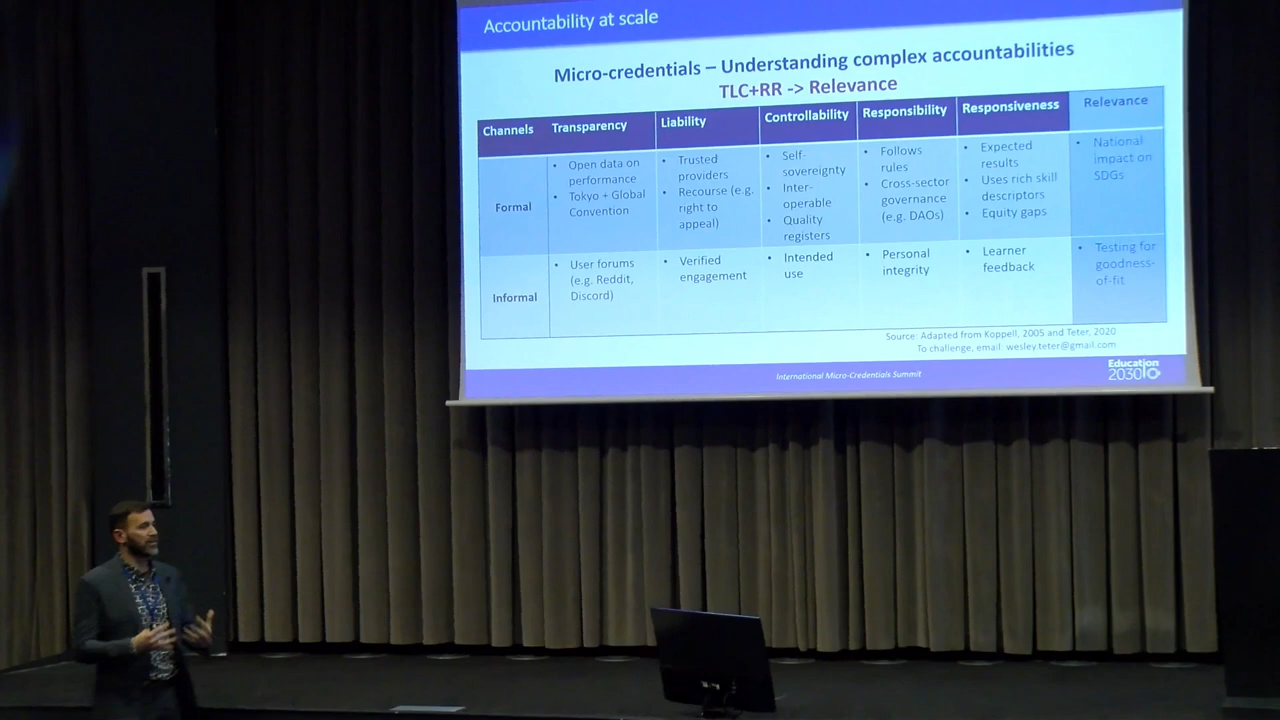 Accountability at scale
Micro-credentials – Understanding complex accountabilities
TLC+RR -> Relevance
Channels
Transparency
Liability
Controllability
Responsibility
Responsiveness
Relevance
Formal
• Open data on
performance
• Tokyo + Global
Convention
• Trusted
providers
• Recourse (e.g.
right to
appeal)
• Self-
sovereignty
• Inter-
operable
• Quality
registers
• Follows
rules
• Cross-sector
governance
(e.g. DAOs)
• Expected
results
• Uses rich skill
descriptors
• Equity gaps
• National
impact on
SDGs
Informal
• User forums
(e.g. Reddit,
Discord)
• Verified
engagement
• Intended
use
• Personal
integrity
• Learner
feedback
• Testing for
goodness-
of-fit
Source: Adapted from Koppell, 2005 and Teter, 2020
To challenge, email: wesley.teter@gmail.com
International Micro-Credentials Summit
Education
2030